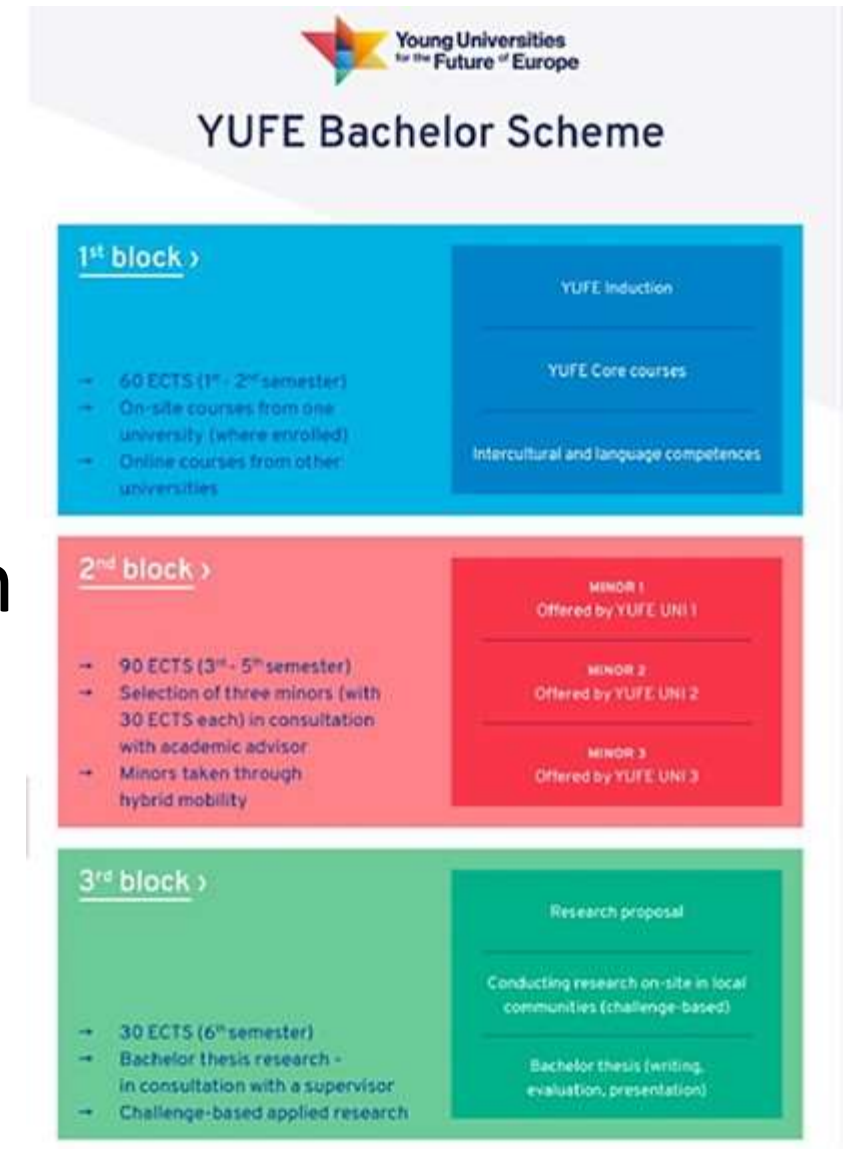 Young Universities
for the Future of Europe
YUFE Bachelor Scheme
1st block ›
→ 60 ECTS (1st - 2nd semester)
→ On-site courses from one
university (where enrolled)
→ Online courses from other
universities
YUFE Induction
YUFE Core courses
Intercultural and language competences
n
2nd block ›
→ 90 ECTS (3rd - 5th semester)
→ Selection of three minors (with
30 ECTS each) in consultation
with academic advisor
→ Minors taken through
hybrid mobility
MINOR 1
Offered by YUFE UNI 1
MINOR 2
Offered by YUFE UNI 2
MINOR 3
Offered by YUFE UNI 3
3rd block ›
→ 30 ECTS (6th semester)
→ Bachelor thesis research -
in consultation with a supervisor
→ Challenge-based applied research
Research proposal
Conducting research on-site in local
communities (challenge-based)
Bachelor thesis (writing,
evaluation, presentation)